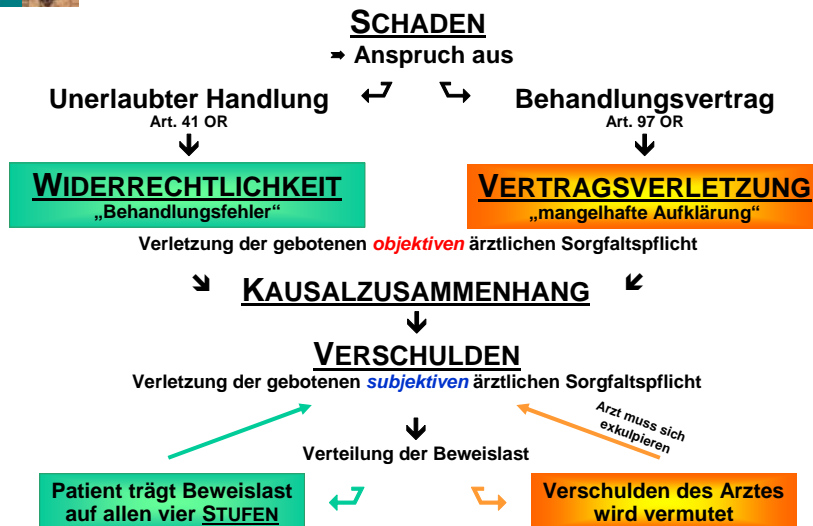 SCHADEN
➡ Anspruch aus
Unerlaubter Handlung
Art. 41 OR
Behandlungsvertrag
Art. 97 OR
WIDERRECHTLICHKEIT
„Behandlungsfehler“
VERTRAGSVERLETZUNG
„mangelhafte Aufklärung“
Verletzung der gebotenen objektiven ärztlichen Sorgfaltspflicht
KAUSALZUSAMMENHANG
VERSCHULDEN
Verletzung der gebotenen subjektiven ärztlichen Sorgfaltspflicht
Arzt muss sich
exkulpieren
Verteilung der Beweislast
Patient trägt Beweislast
auf allen vier STUFEN
Verschulden des Arztes
wird vermutet